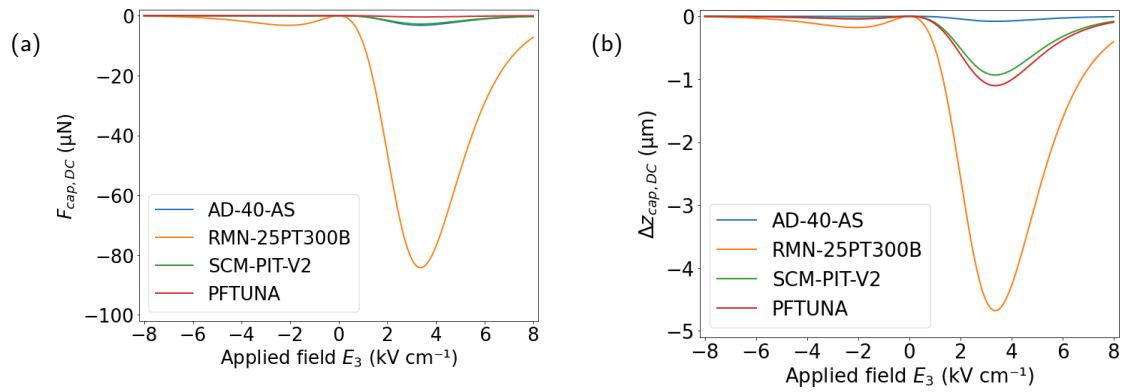 (a)
0
−20
−40
−60
−80
−100
F_cap,DC (µN)
AD-40-AS
RMN-25PT300B
SCM-PIT-V2
PFTUNA
−8 −6 −4 −2 0 2 4 6 8
Applied field E₃ (kV cm⁻¹)
(b)
0
−1
−2
−3
−4
−5
Δz_cap,DC (µm)
AD-40-AS
RMN-25PT300B
SCM-PIT-V2
PFTUNA
−8 −6 −4 −2 0 2 4 6 8
Applied field E₃ (kV cm⁻¹)